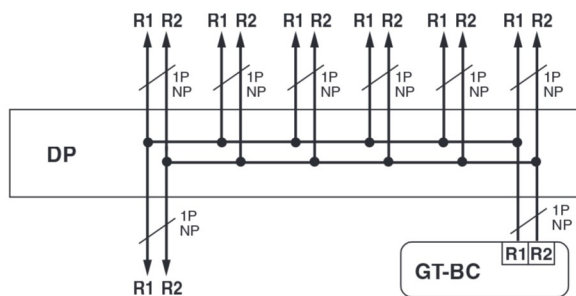 R1 R2 R1 R2 R1 R2 R1 R2 R1 R2 R1 R2
1P 1P 1P 1P 1P 1P
NP NP NP NP NP NP
DP
1P 1P
NP NP
R1 R2
GT-BC
R1 R2